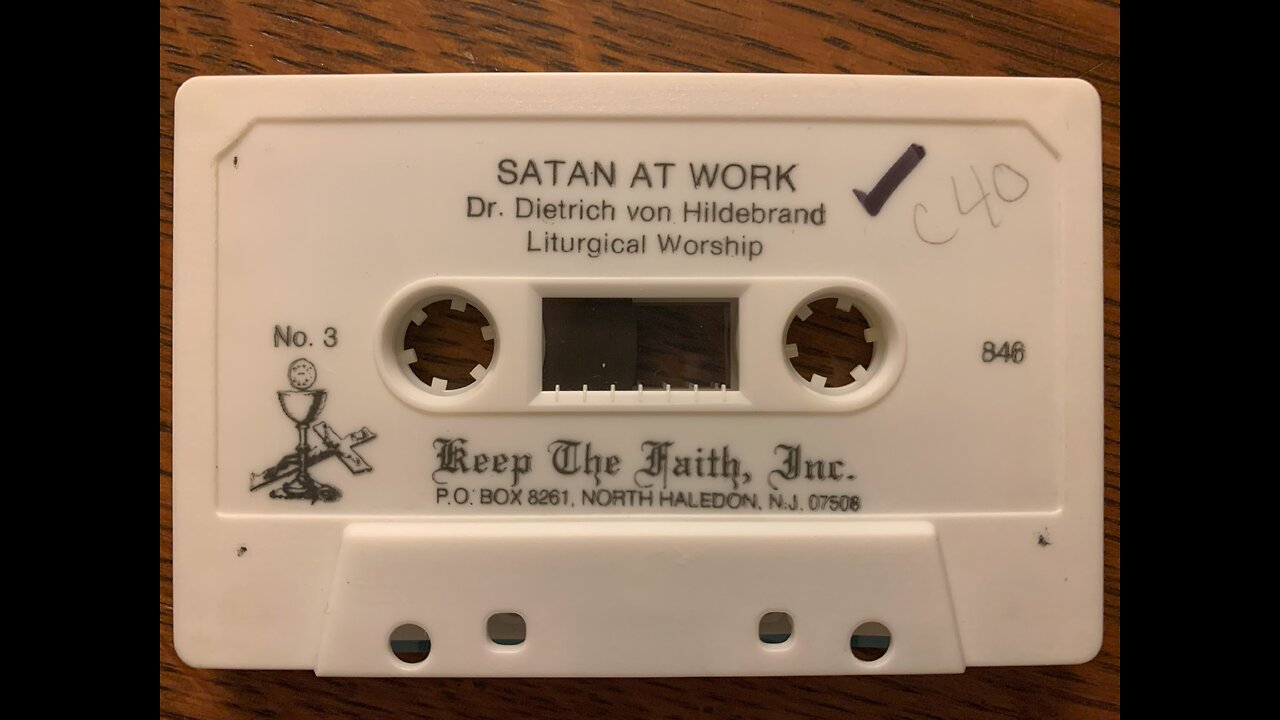 SATAN AT WORK
Dr. Dietrich von Hildebrand
Liturgical Worship
C 40
No. 3
846
Keep The Faith, Inc.
P.O. BOX 8261, NORTH HALEDON, N.J. 07508